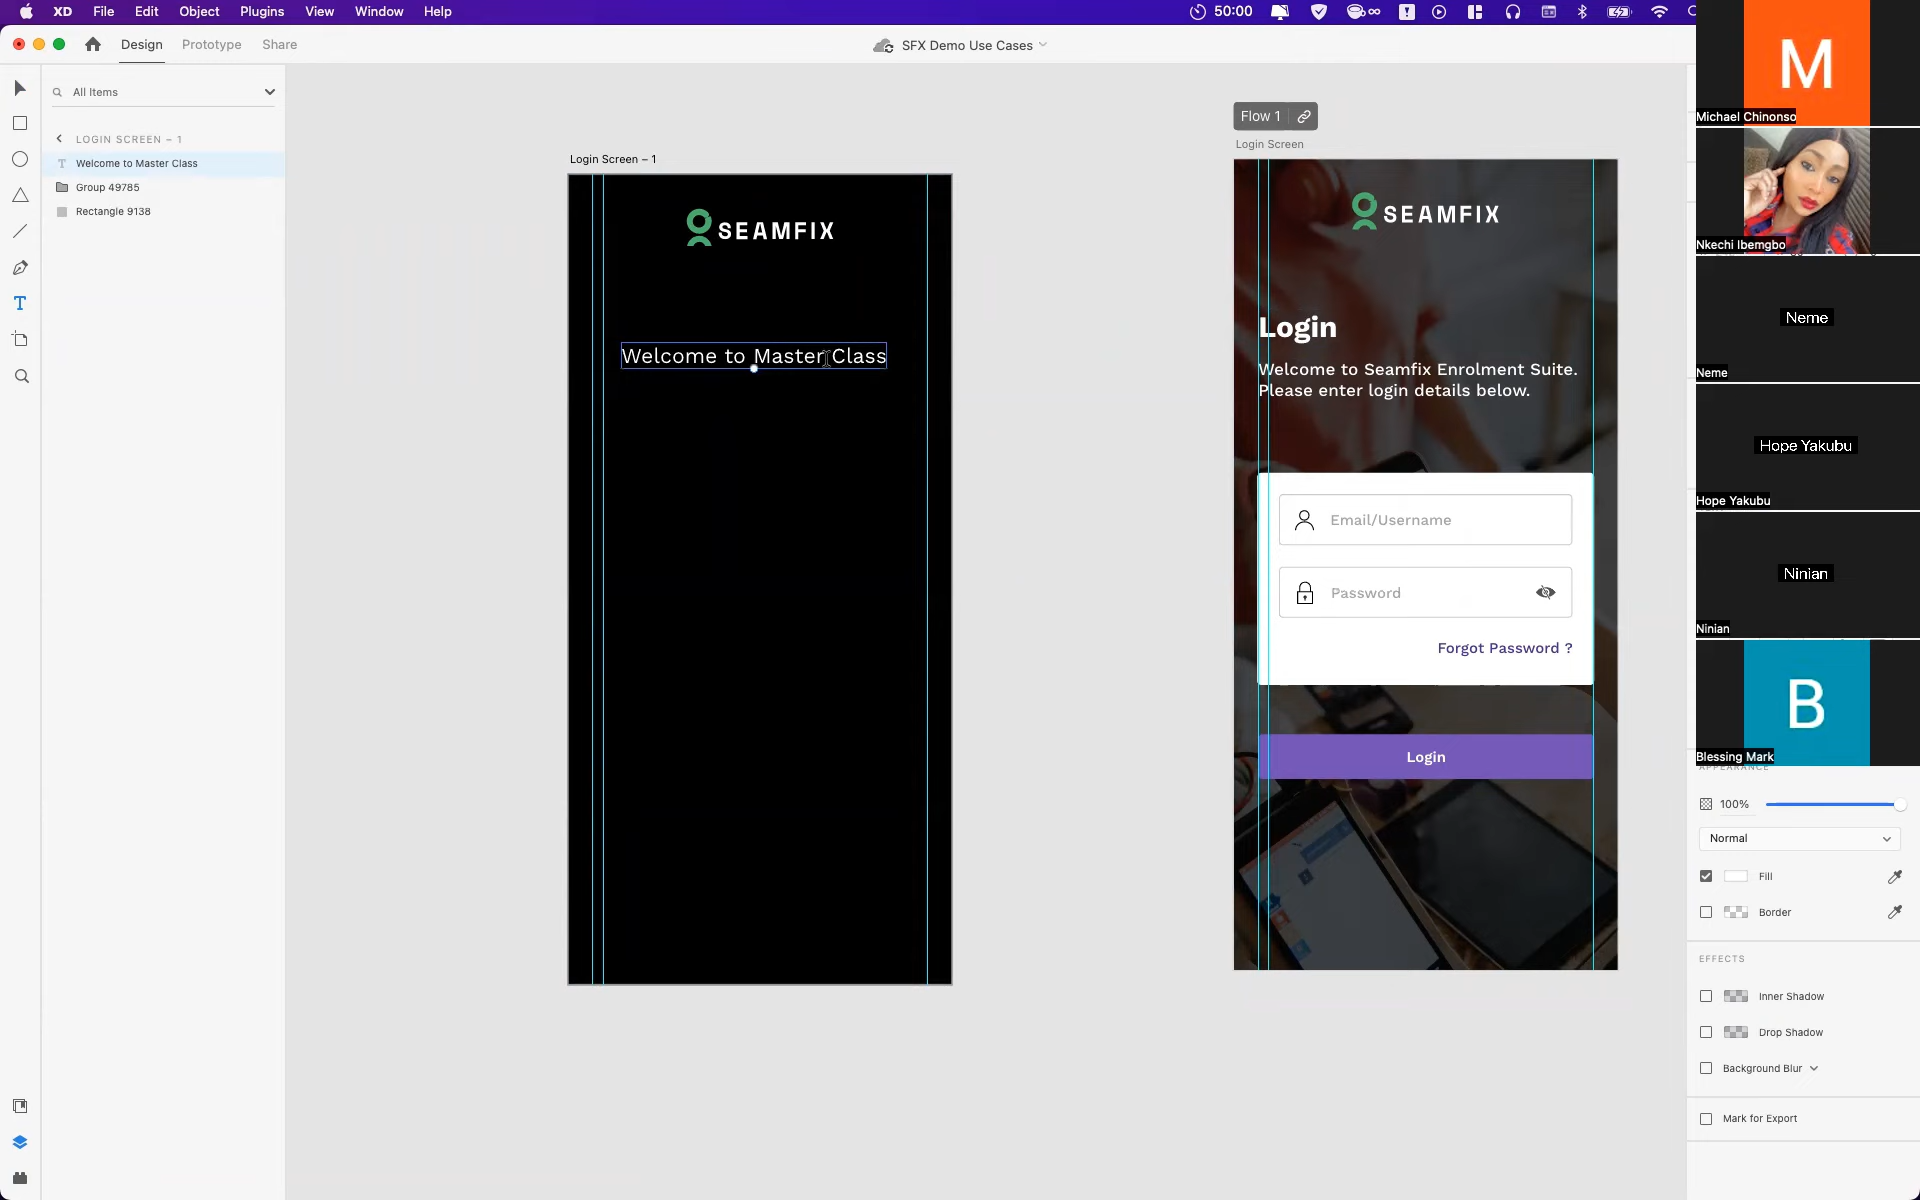 XD File Edit Object Plugins View Window Help
50:00
Design Prototype Share
SFX Demo Use Cases
All Items
LOGIN SCREEN – 1
Welcome to Master Class
Group 49785
Rectangle 9138
Login Screen – 1
SEAMFIX
Welcome to Master Class
Flow 1
Login Screen
SEAMFIX
Login
Welcome to Seamfix Enrolment Suite.
Please enter login details below.
Email/Username
Password
Forgot Password ?
Login
M
Michael Chinonso
Nkechi Ibemgbo
Neme
Neme
Hope Yakubu
Hope Yakubu
Ninian
Ninian
B
Blessing Mark
APPEARANCE
100%
Normal
Fill
Border
EFFECTS
Inner Shadow
Drop Shadow
Background Blur
Mark for Export